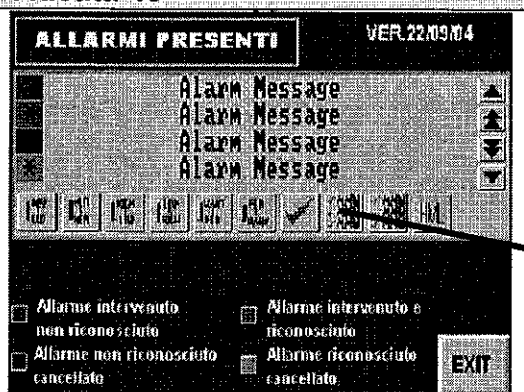 ALLARMI PRESENTI
VER.22/09/04
Alarm Message
Alarm Message
Alarm Message
Alarm Message
Allarme intervenuto
non riconosciuto
Allarme intervenuto e
riconosciuto
Allarme non riconosciuto
cancellato
Allarme riconosciuto
cancellato
EXIT